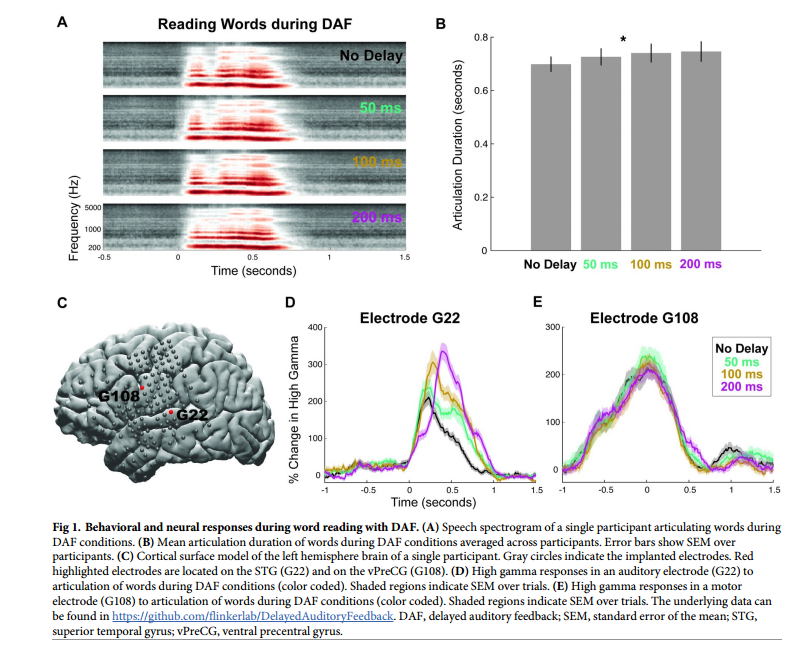 A
Reading Words during DAF
No Delay
50 ms
100 ms
200 ms
Frequency (Hz)
5000
1000
200
-0.5
0
0.5
1
1.5
Time (seconds)
B
*
Articulation Duration (seconds)
0.8
0.6
0.4
0.2
0
No Delay 50 ms 100 ms 200 ms
C
G108
G22
D
Electrode G22
% Change in High Gamma
400
300
200
100
0
-1
-0.5
0
0.5
1
1.5
Time (seconds)
E
Electrode G108
300
200
100
0
-1
-0.5
0
0.5
1
1.5
No Delay
50 ms
100 ms
200 ms
Fig 1. Behavioral and neural responses during word reading with DAF. (A) Speech spectrogram of a single participant articulating words during
DAF conditions. (B) Mean articulation duration of words during DAF conditions averaged across participants. Error bars show SEM over
participants. (C) Cortical surface model of the left hemisphere brain of a single participant. Gray circles indicate the implanted electrodes. Red
highlighted electrodes are located on the STG (G22) and on the vPreCG (G108). (D) High gamma responses in an auditory electrode (G22) to
articulation of words during DAF conditions (color coded). Shaded regions indicate SEM over trials. (E) High gamma responses in a motor
electrode (G108) to articulation of words during DAF conditions (color coded). Shaded regions indicate SEM over trials. The underlying data can
be found in https://github.com/flinkerlab/DelayedAuditoryFeedback. DAF, delayed auditory feedback; SEM, standard error of the mean; STG,
superior temporal gyrus; vPreCG, ventral precentral gyrus.